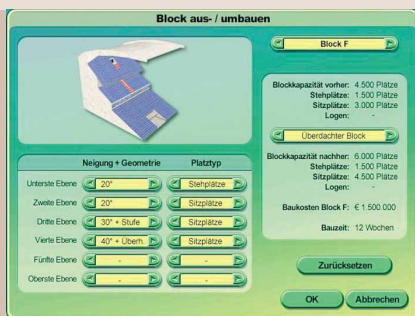 Block aus- / umbauen
Block F
Blockkapazität vorher: 4.500 Plätze
Stehplätze: 1.500 Plätze
Sitzplätze: 3.000 Plätze
Logen: -
Überdachter Block
Blockkapazität nachher: 6.000 Plätze
Stehplätze: 1.500 Plätze
Sitzplätze: 4.500 Plätze
Logen: -
Baukosten Block F: € 1.500.000
Bauzeit: 12 Wochen
Neigung + Geometrie Platztyp
Unterste Ebene 20° Stehplätze
Zweite Ebene 20° Sitzplätze
Dritte Ebene 30° + Stufe Sitzplätze
Vierte Ebene 40° + Überh. Sitzplätze
Fünfte Ebene - -
Oberste Ebene - -
Zurücksetzen
OK Abbrechen